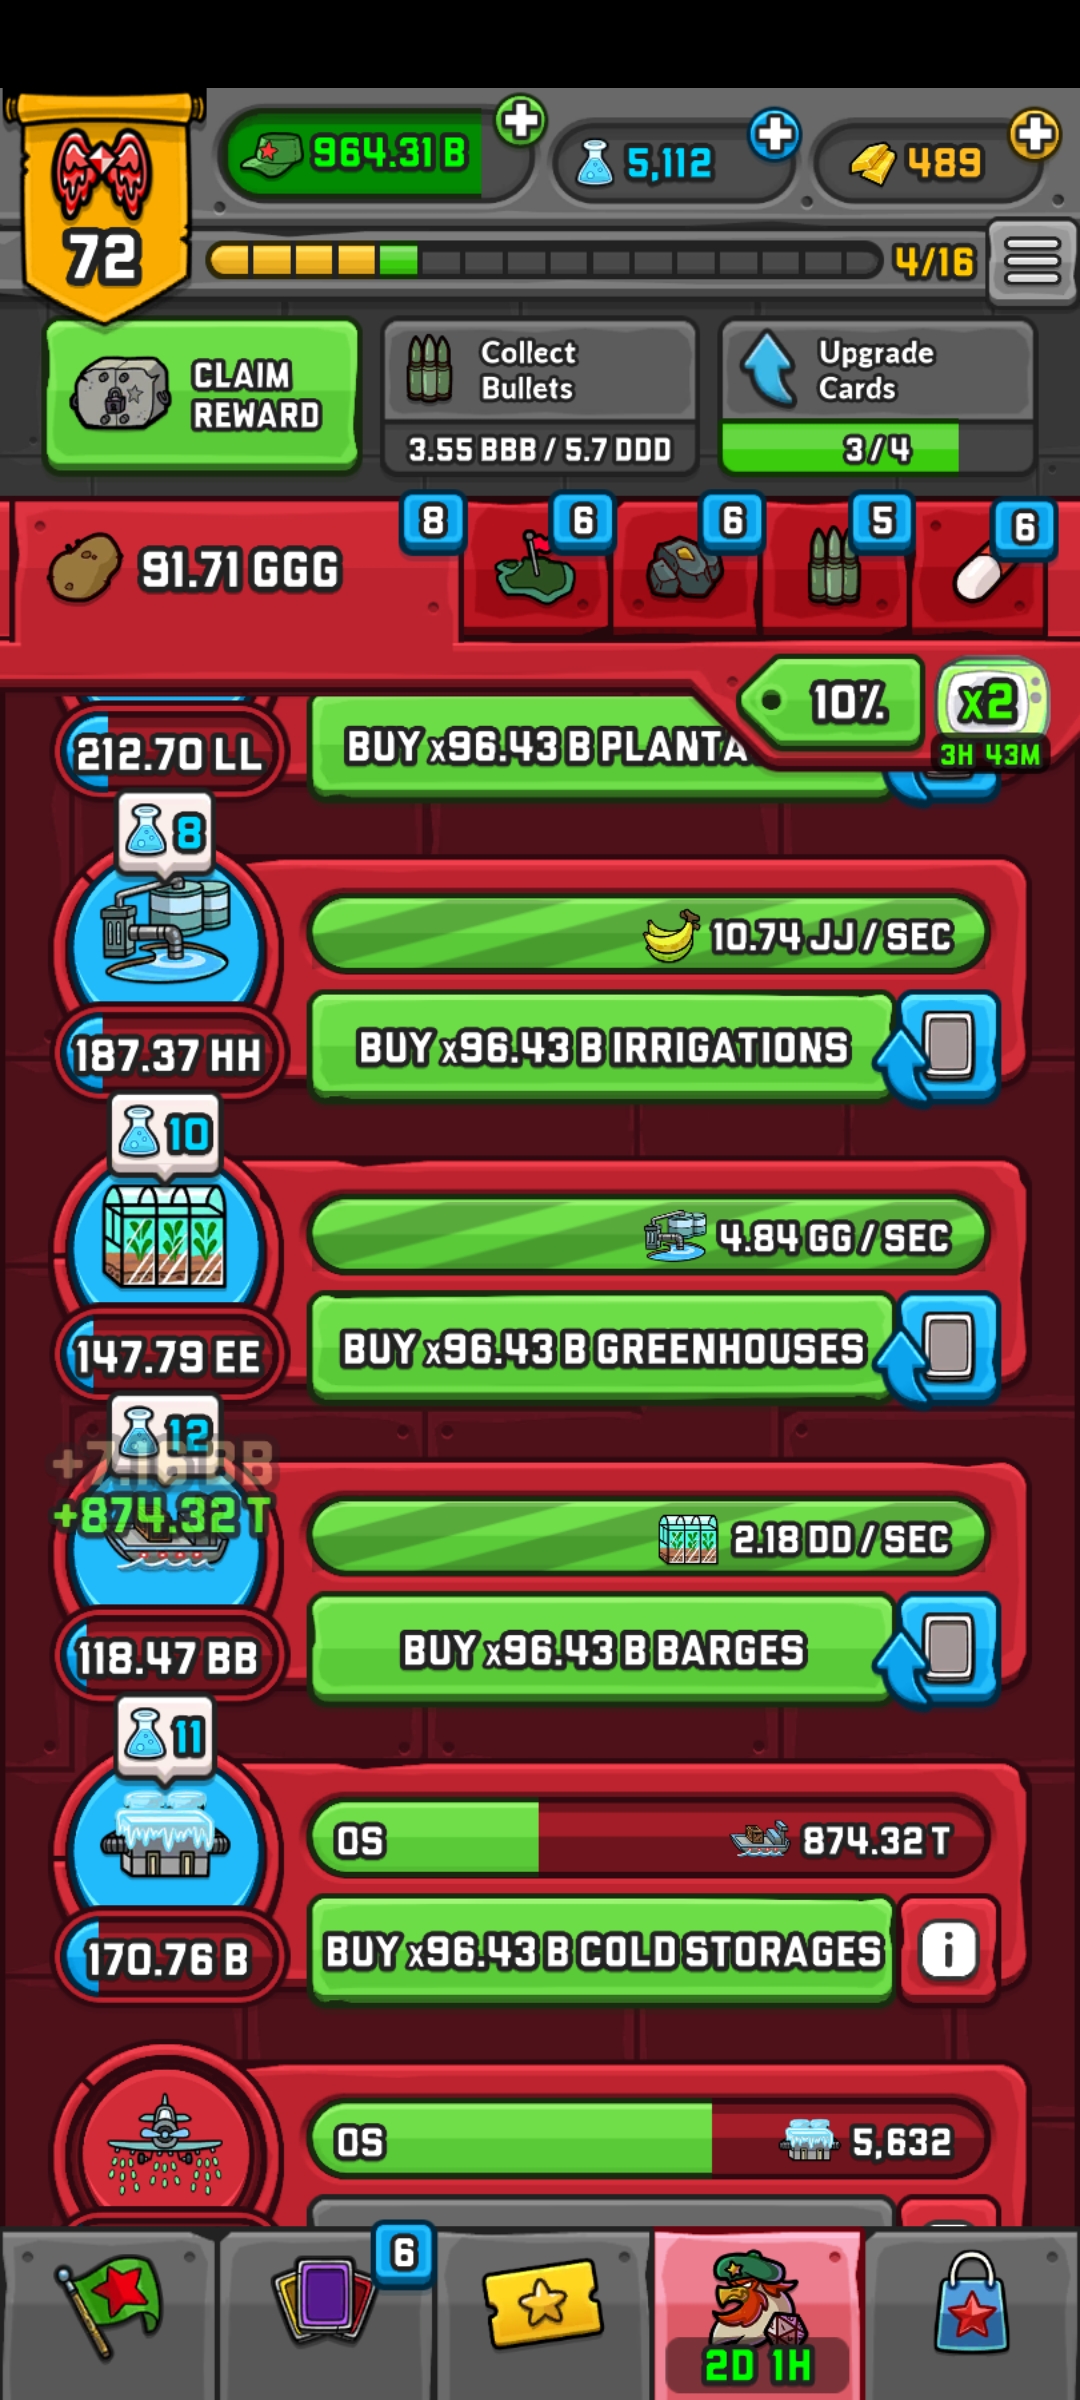 964.31 B
5,112
489
72
4/16
CLAIM
REWARD
Collect
Bullets
3.55 BBB / 5.7 DDD
Upgrade
Cards
3/4
91.71 GGG
8
6
6
5
6
10%
x2
3H 43M
212.70 LL
BUY x96.43 B PLANTA
8
10.74 JJ / SEC
187.37 HH
BUY x96.43 B IRRIGATIONS
10
4.84 GG / SEC
147.79 EE
BUY x96.43 B GREENHOUSES
12
+7.16 BB
+874.32 T
2.18 DD / SEC
118.47 BB
BUY x96.43 B BARGES
11
0S
874.32 T
170.76 B
BUY x96.43 B COLD STORAGES
i
0S
5,632
6
2D 1H